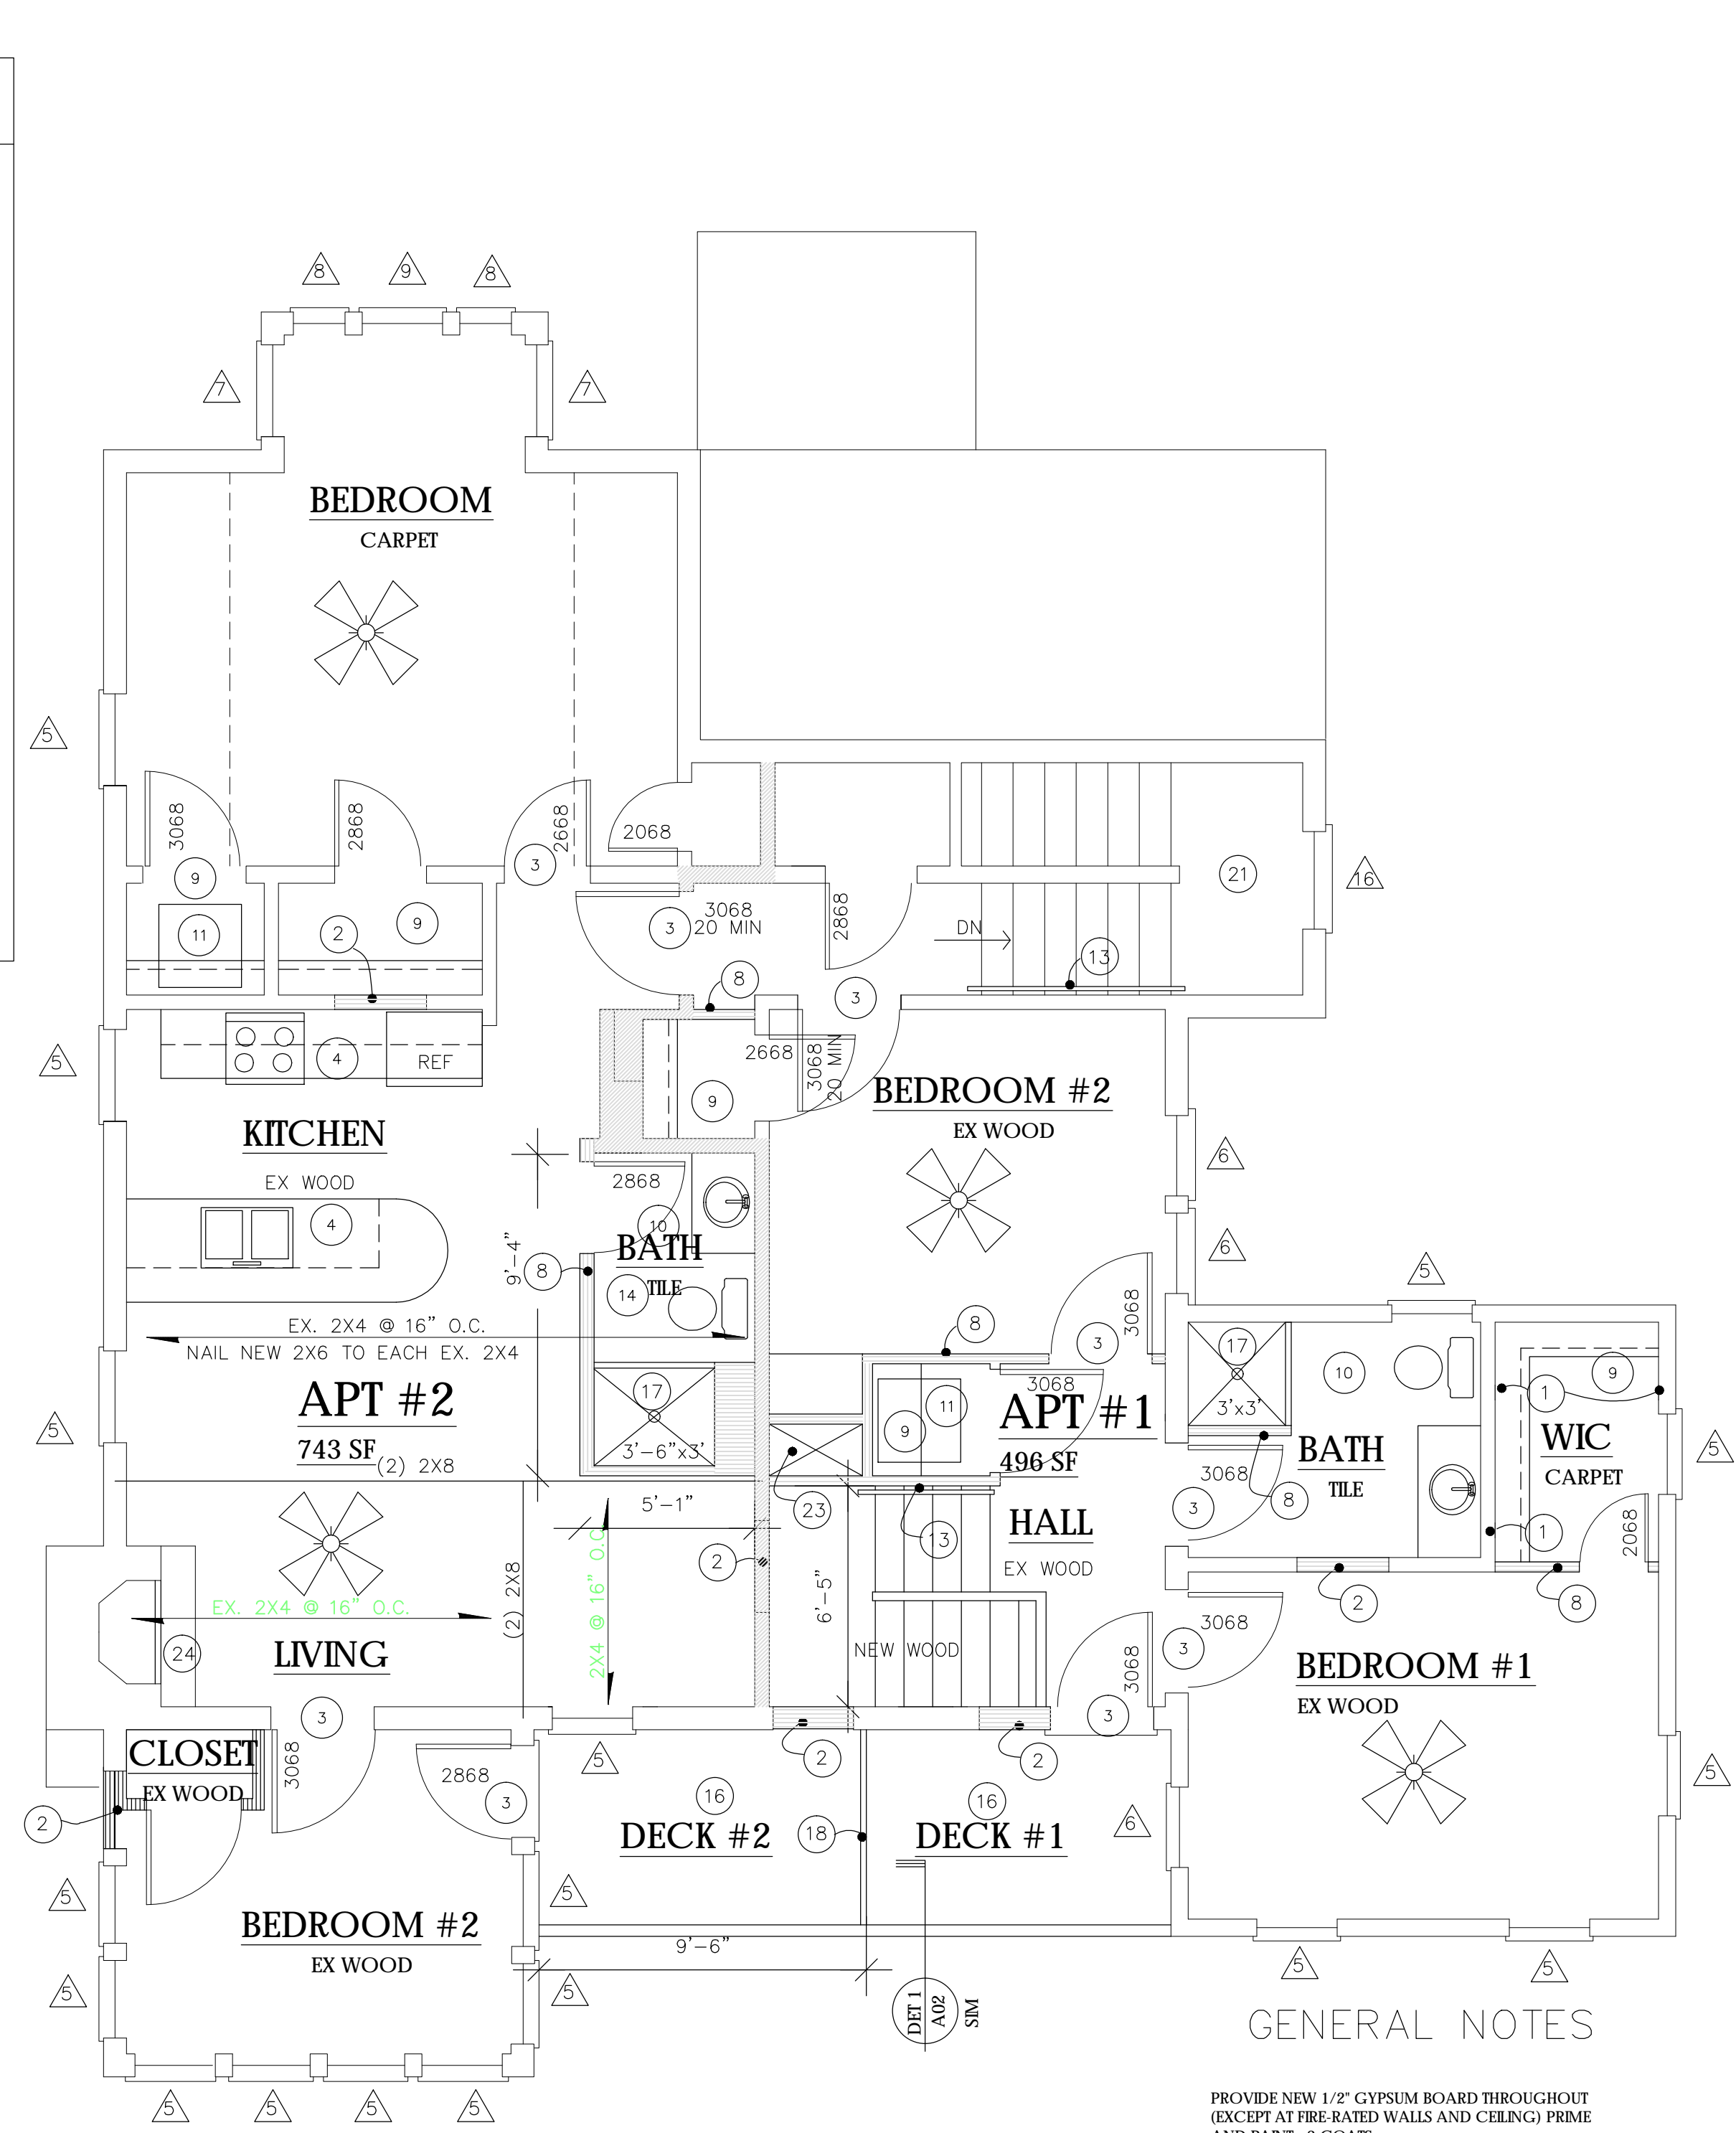 8
9
8
7
7
BEDROOM
CARPET
5
3068
2868
2668
2068
3
9
21
16
3068
20 MIN
2868
DN
3
9
2
11
13
8
3
5
4
REF
2668
3068
20 MIN
9
BEDROOM #2
EX WOOD
KITCHEN
EX WOOD
6
2868
4
10
BATH
TILE
14
9'-4"
8
6
5
EX. 2X4 @ 16" O.C.
NAIL NEW 2X6 TO EACH EX. 2X4
8
3068
3
17
3'x3'
10
9
1
APT #2
743 SF
(2) 2X8
5
17
3'-6"x3'
3068
11
9
APT #1
496 SF
BATH
TILE
WIC
CARPET
5
3068
3
8
1
2068
5'-1"
23
13
HALL
EX WOOD
2
(2) 2X8
2X4 @ 16" O.C.
6'-5"
EX. 2X4 @ 16" O.C.
2
8
3068
24
LIVING
NEW WOOD
3068
3
BEDROOM #1
EX WOOD
3
3
CLOSET
EX WOOD
3068
2868
3
5
2
2
5
2
16
DECK #2
18
16
DECK #1
6
5
5
BEDROOM #2
EX WOOD
9'-6"
5
5
5
5
DET 1
A02
SIM
GENERAL NOTES
5
5
5
5
PROVIDE NEW 1/2" GYPSUM BOARD THROUGHOUT
(EXCEPT AT FIRE-RATED WALLS AND CEILING) PRIME